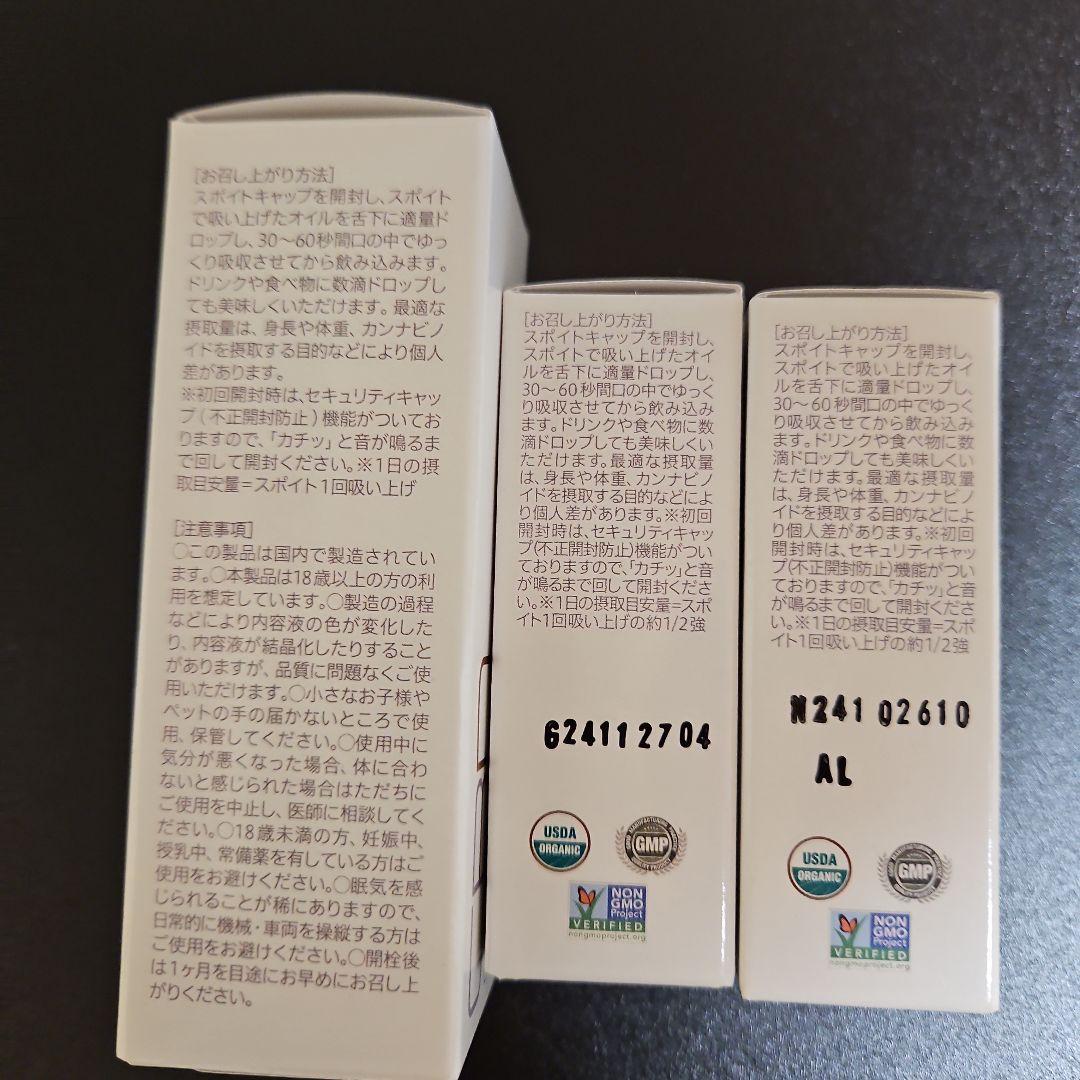 [お召し上がり方法]
スポイトキャップを開封し、スポイト
で吸い上げたオイルを舌下に適量ド
ロップし、30〜60秒間口の中でゆっ
くり吸収させてから飲み込みます。
ドリンクや食べ物に数滴ドロップし
ても美味しくいただけます。最適な
摂取量は、身長や体重、カンナビノ
イドを摂取する目的などにより個人
差があります。
※初回開封時は、セキュリティキャッ
プ(不正開封防止)機能がついてお
りますので、「カチッ」と音が鳴るま
で回して開封ください。※1日の摂
取目安量=スポイト1回吸い上げ
[注意事項]
○この製品は国内で製造されてい
ます。○本製品は18歳以上の方の利
用を想定しています。○製造の過程
などにより内容液の色が変化した
り、内容液が結晶化したりすること
がありますが、品質に問題なくご使
用いただけます。○小さなお子様や
ペットの手の届かないところで使
用、保管してください。○使用中に
気分が悪くなった場合、体に合わ
ないと感じられた場合はただちに
ご使用を中止し、医師に相談してく
ださい。○18歳未満の方、妊娠中、
授乳中、常備薬を有している方はご
使用をお避けください。○眠気を感
じられることが稀にありますので、
日常的に機械・車両を操縦する方は
ご使用をお避けください。○開栓後
は1ヶ月を目途にお早めにお召し上
がりください。
[お召し上がり方法]
スポイトキャップを開封し、
スポイトで吸い上げたオイ
ルを舌下に適量ドロップし、
30〜60秒間口の中でゆっく
り吸収させてから飲み込み
ます。ドリンクや食べ物に数
滴ドロップしても美味しくい
ただけます。最適な摂取量
は、身長や体重、カンナビノ
イドを摂取する目的などによ
り個人差があります。※初回
開封時は、セキュリティキャッ
プ(不正開封防止)機能がつい
ておりますので、「カチッ」と音
が鳴るまで回して開封くださ
い。※1日の摂取目安量=スポ
イト1回吸い上げの約1/2強
G24112704
USDA
ORGANIC
GMP
NON
GMO
Project
VERIFIED
nongmoproject.org
[お召し上がり方法]
スポイトキャップを開封し、
スポイトで吸い上げたオイ
ルを舌下に適量ドロップし、
30〜60秒間口の中でゆっく
り吸収させてから飲み込み
ます。ドリンクや食べ物に数
滴ドロップしても美味しくい
ただけます。最適な摂取量
は、身長や体重、カンナビノ
イドを摂取する目的などによ
り個人差があります。※初回
開封時は、セキュリティキャッ
プ(不正開封防止)機能がつい
ておりますので、「カチッ」と音
が鳴るまで回して開封くださ
い。※1日の摂取目安量=スポ
イト1回吸い上げの約1/2強
N24102610
AL
USDA
ORGANIC
GMP
NON
GMO
Project
VERIFIED
nongmoproject.org